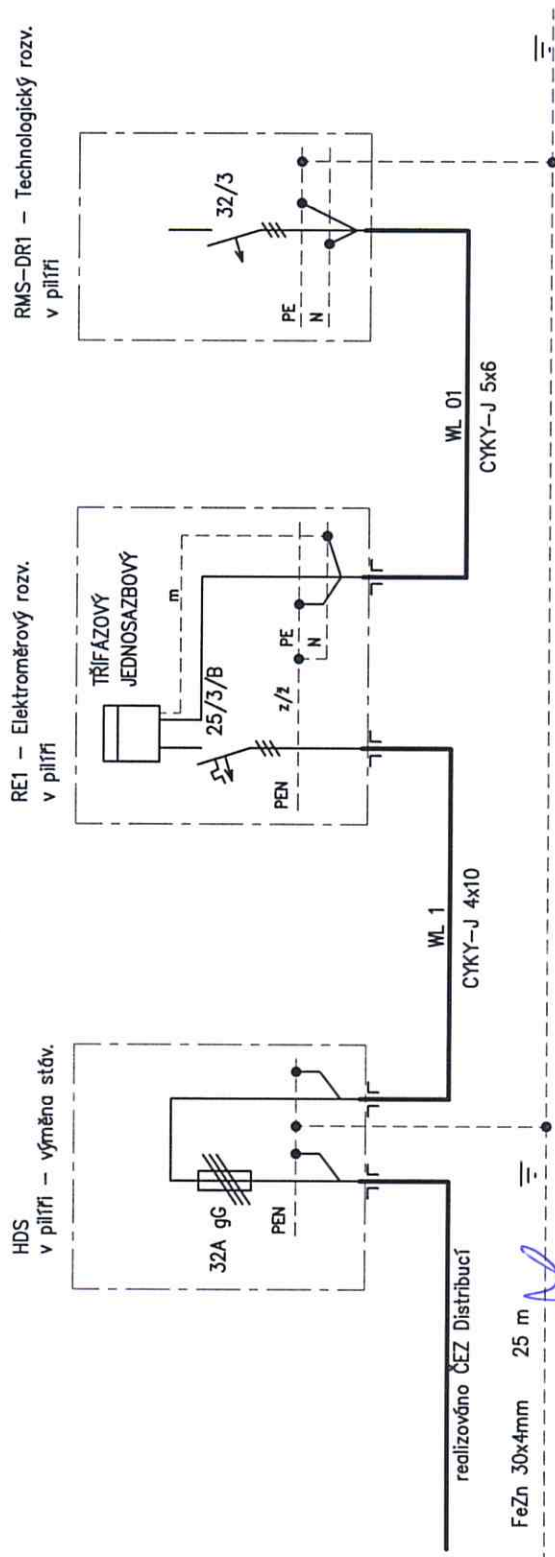 HDS
v pilíři – výměna stáv.
32A gG
PEN
realizováno ČEZ Distribucí
FeZn 30x4mm 25 m
WL 1
CYKY-J 4x10
RE1 – Elektroměrový rozv.
v pilíři
TŘÍFÁZOVÝ
JEDNOSAZBOVÝ
25/3/B
m
PEN
z/ž
PE
N
WL 01
CYKY-J 5x6
RMS-DR1 – Technologický rozv.
v pilíři
32/3
PE
N